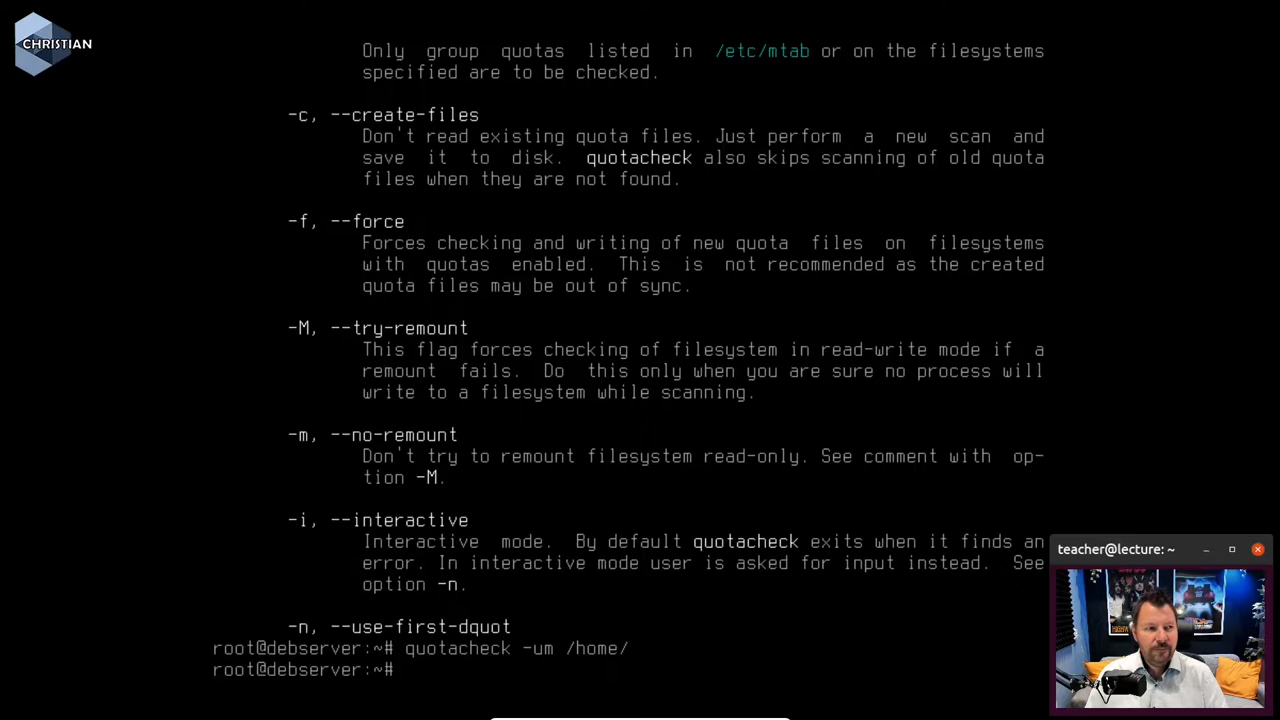 CHRISTIAN
Only group quotas listed in /etc/mtab or on the filesystems
specified are to be checked.
-c, --create-files
Don't read existing quota files. Just perform a new scan and
save it to disk. quotacheck also skips scanning of old quota
files when they are not found.
-f, --force
Forces checking and writing of new quota files on filesystems
with quotas enabled. This is not recommended as the created
quota files may be out of sync.
-M, --try-remount
This flag forces checking of filesystem in read-write mode if a
remount fails. Do this only when you are sure no process will
write to a filesystem while scanning.
-m, --no-remount
Don't try to remount filesystem read-only. See comment with op-
tion -M.
-i, --interactive
Interactive mode. By default quotacheck exits when it finds an
error. In interactive mode user is asked for input instead. See
option -n.
-n, --use-first-dquot
root@debserver:~# quotacheck -um /home/
root@debserver:~#
teacher@lecture: ~